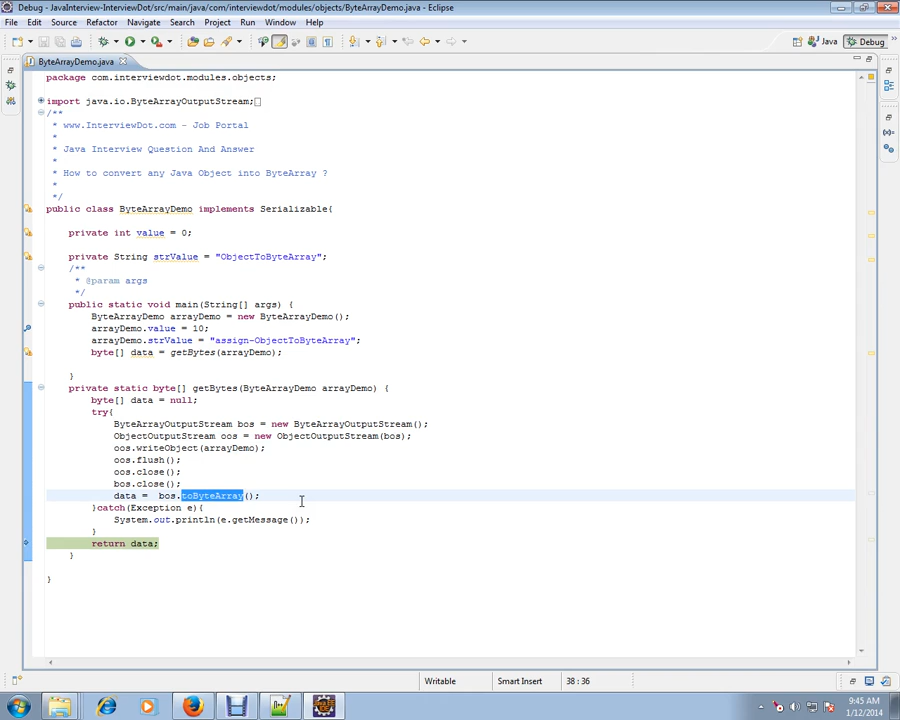 Debug - JavaInterview-InterviewDot/src/main/java/com/interviewdot/modules/objects/ByteArrayDemo.java - Eclipse
File Edit Source Refactor Navigate Search Project Run Window Help
Java Debug
ByteArrayDemo.java
package com.interviewdot.modules.objects;
import java.io.ByteArrayOutputStream;
/**
* www.InterviewDot.com - Job Portal
*
* Java Interview Question And Answer
*
* How to convert any Java Object into ByteArray ?
*
*/
public class ByteArrayDemo implements Serializable{
private int value = 0;
private String strValue = "ObjectToByteArray";
/**
* @param args
*/
public static void main(String[] args) {
ByteArrayDemo arrayDemo = new ByteArrayDemo();
arrayDemo.value = 10;
arrayDemo.strValue = "assign-ObjectToByteArray";
byte[] data = getBytes(arrayDemo);
}
private static byte[] getBytes(ByteArrayDemo arrayDemo) {
byte[] data = null;
try{
ByteArrayOutputStream bos = new ByteArrayOutputStream();
ObjectOutputStream oos = new ObjectOutputStream(bos);
oos.writeObject(arrayDemo);
oos.flush();
oos.close();
bos.close();
data = bos.toByteArray();
}catch(Exception e){
System.out.println(e.getMessage());
}
return data;
}
}
Writable Smart Insert 38 : 36
9:45 AM
1/12/2014